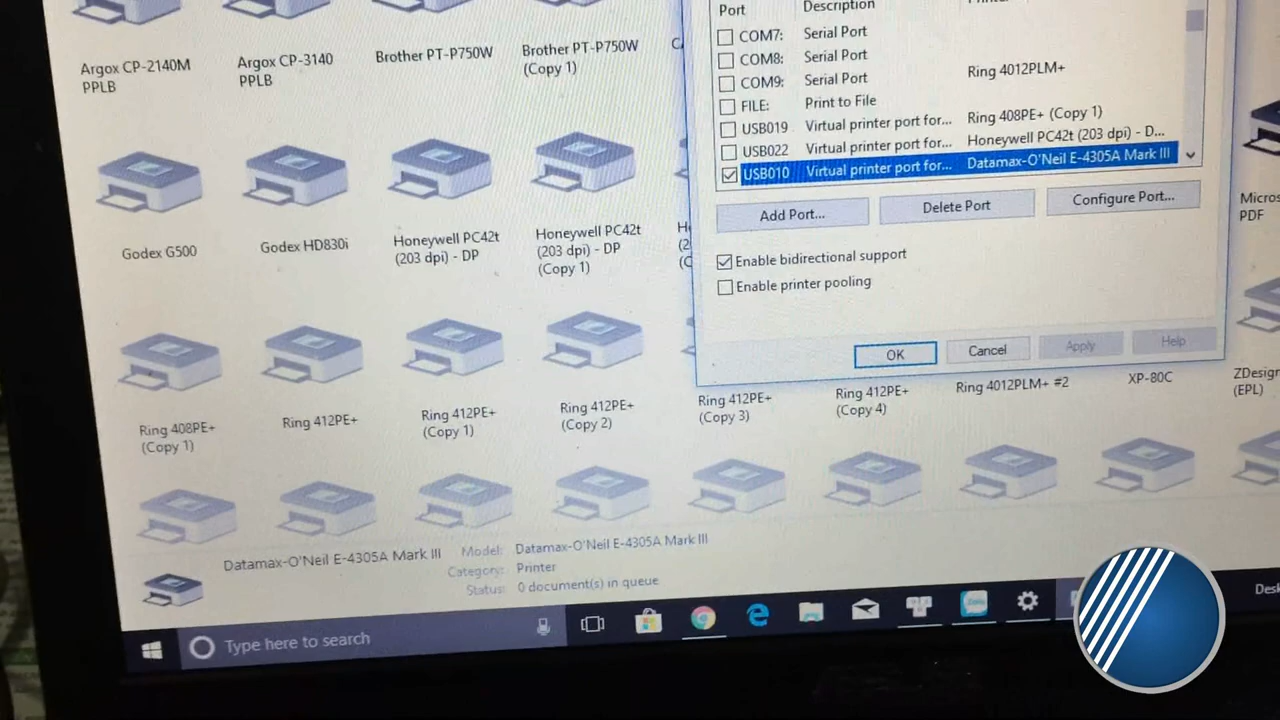 Port Description
COM7: Serial Port
COM8: Serial Port
COM9: Serial Port Ring 4012PLM+
FILE: Print to File
USB019 Virtual printer port for... Ring 408PE+ (Copy 1)
USB022 Virtual printer port for... Honeywell PC42t (203 dpi) - D...
USB010 Virtual printer port for... Datamax-O'Neil E-4305A Mark III
Add Port... Delete Port Configure Port...
Enable bidirectional support
Enable printer pooling
OK Cancel Apply Help
Argox CP-2140M
PPLB
Argox CP-3140
PPLB
Brother PT-P750W
Brother PT-P750W
(Copy 1)
Godex G500
Godex HD830i
Honeywell PC42t
(203 dpi) - DP
Honeywell PC42t
(203 dpi) - DP
(Copy 1)
PDF
Ring 408PE+
(Copy 1)
Ring 412PE+
Ring 412PE+
(Copy 1)
Ring 412PE+
(Copy 2)
Ring 412PE+
(Copy 3)
Ring 412PE+
(Copy 4)
Ring 4012PLM+ #2
XP-80C
ZDesign
(EPL)
Datamax-O'Neil E-4305A Mark III Model: Datamax-O'Neil E-4305A Mark III
Category: Printer
Status: 0 document(s) in queue
Type here to search